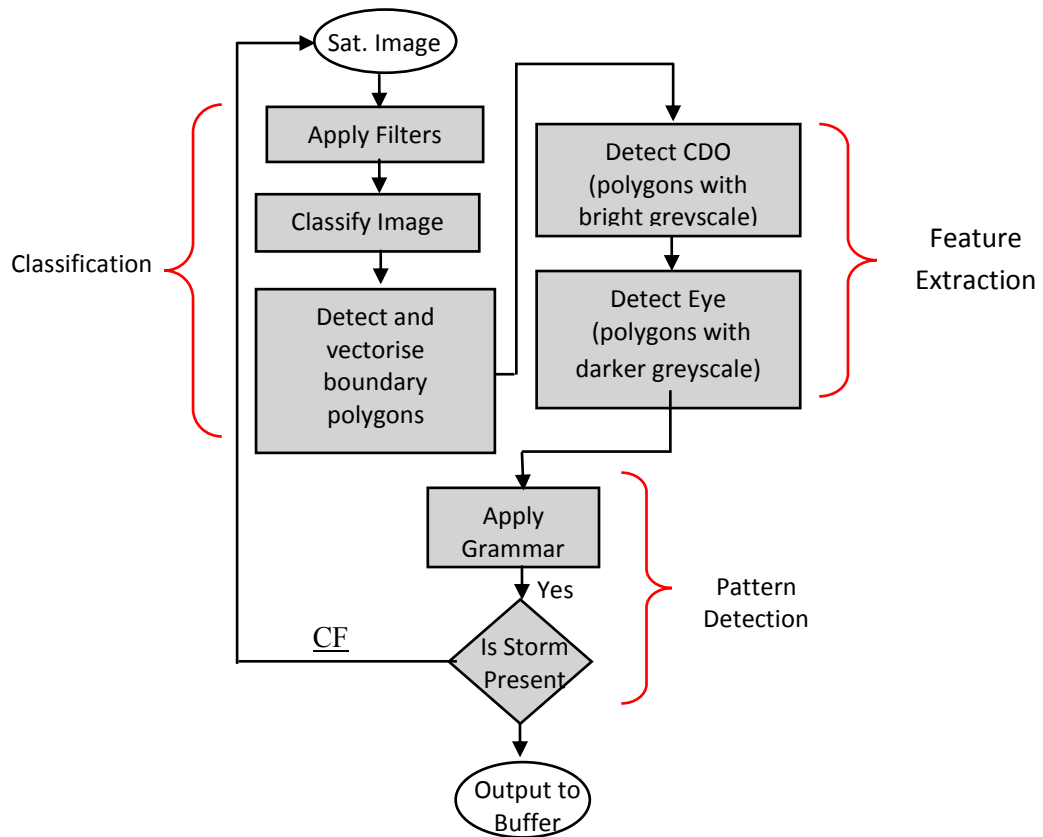 Sat. Image
Apply Filters
Classify Image
Detect and
vectorise
boundary
polygons
Classification
Detect CDO
(polygons with
bright greyscale)
Detect Eye
(polygons with
darker greyscale)
Feature
Extraction
Apply
Grammar
Yes
Is Storm
Present
CF
Pattern
Detection
Output to
Buffer